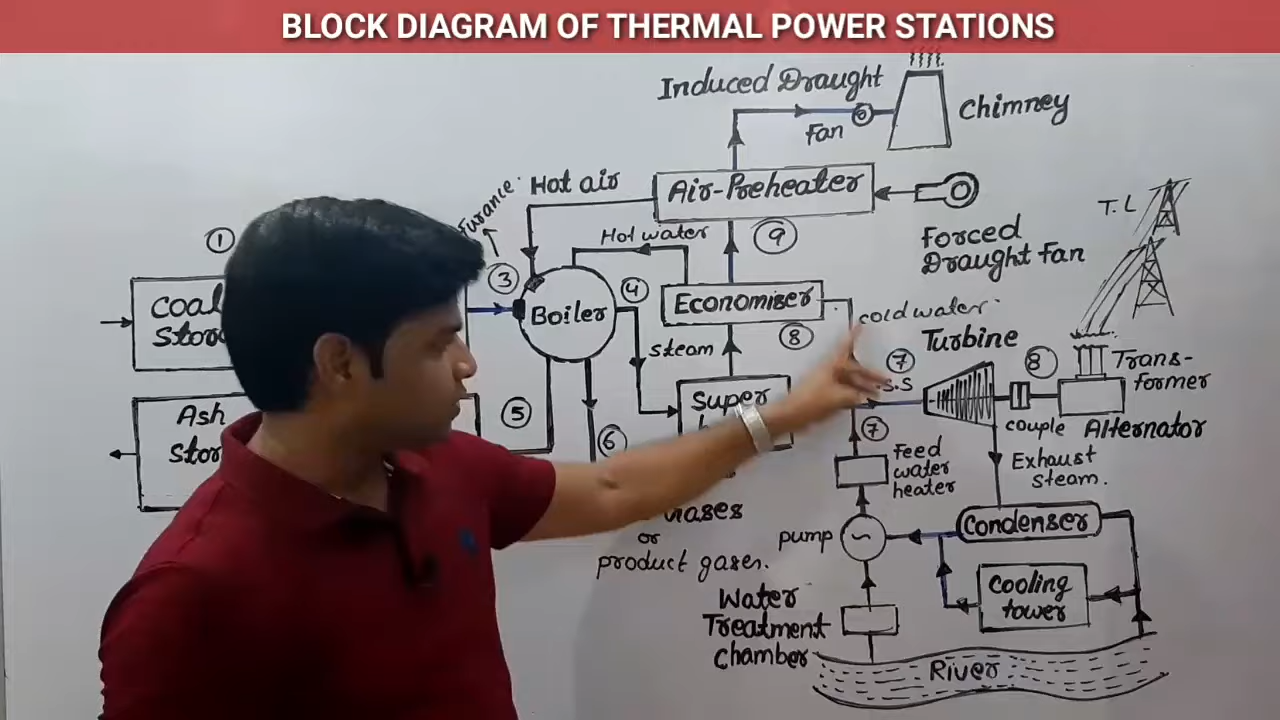 BLOCK DIAGRAM OF THERMAL POWER STATIONS
Induced Draught
Fan
Chimney
Hot air
Air-Preheater
Hot water
9
Forced
Draught Fan
T.L
1
3
4
Boiler
Economiser
8
cold water
Coal
steam
Turbine
7
S.S
8
Trans-
former
Super
couple
Alternator
Ash
5
6
7
Feed
water
heater
Exhaust
steam.
or
product gases.
pump
Condenser
Cooling
tower
Water
Treatment
chamber
River